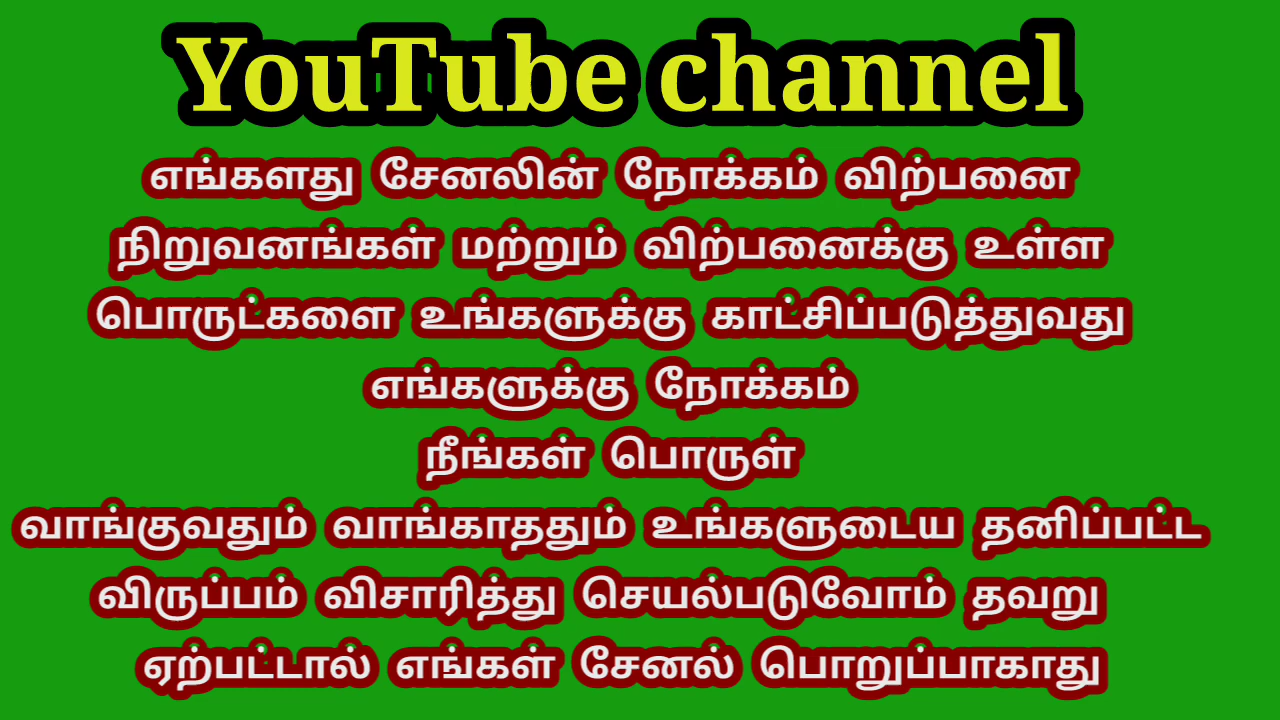 YouTube channel
எங்களது சேனலின் நோக்கம் விற்பனை
நிறுவனங்கள் மற்றும் விற்பனைக்கு உள்ள
பொருட்களை உங்களுக்கு காட்சிப்படுத்துவது
எங்களுக்கு நோக்கம்
நீங்கள் பொருள்
வாங்குவதும் வாங்காததும் உங்களுடைய தனிப்பட்ட
விருப்பம் விசாரித்து செயல்படுவோம் தவறு
ஏற்பட்டால் எங்கள் சேனல் பொறுப்பாகாது